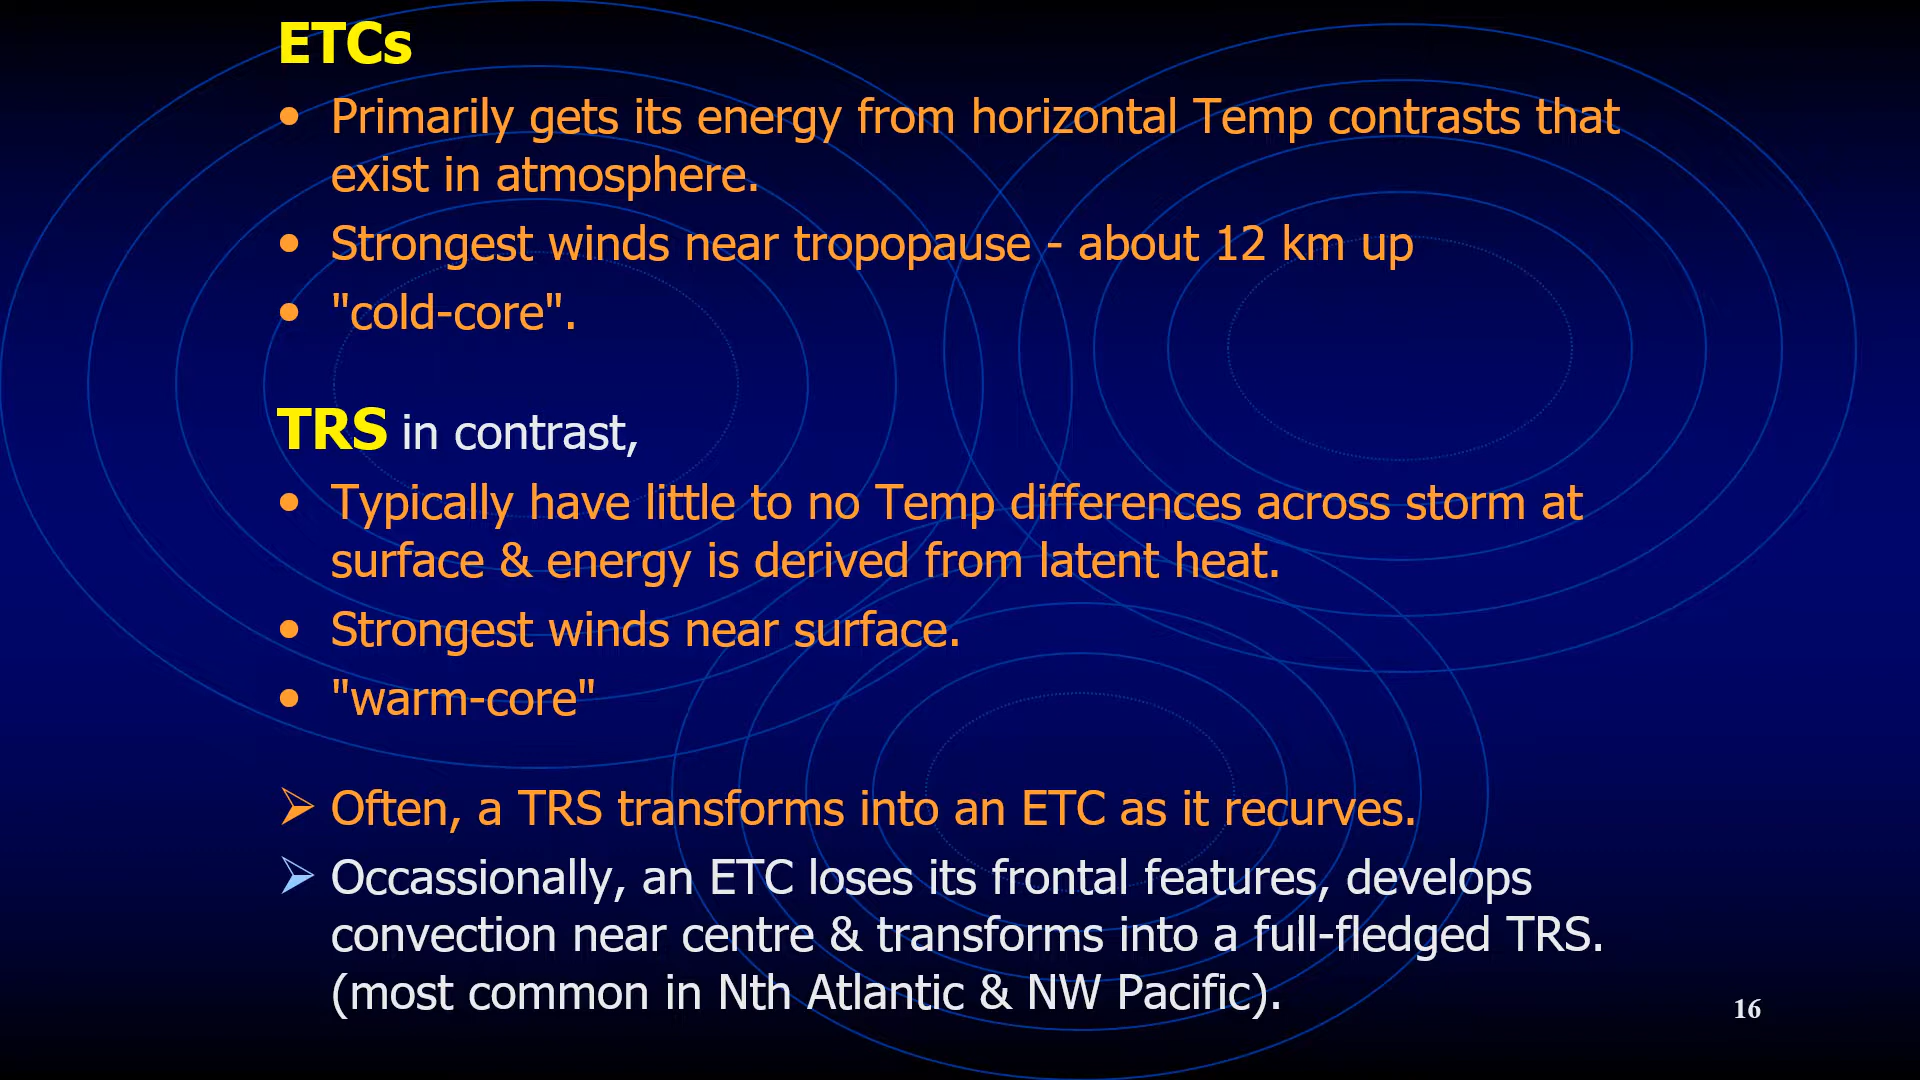 ETCs
• Primarily gets its energy from horizontal Temp contrasts that
exist in atmosphere.
• Strongest winds near tropopause - about 12 km up
• "cold-core".
TRS in contrast,
• Typically have little to no Temp differences across storm at
surface & energy is derived from latent heat.
• Strongest winds near surface.
• "warm-core"
➢ Often, a TRS transforms into an ETC as it recurves.
➢ Occassionally, an ETC loses its frontal features, develops
convection near centre & transforms into a full-fledged TRS.
(most common in Nth Atlantic & NW Pacific).
16